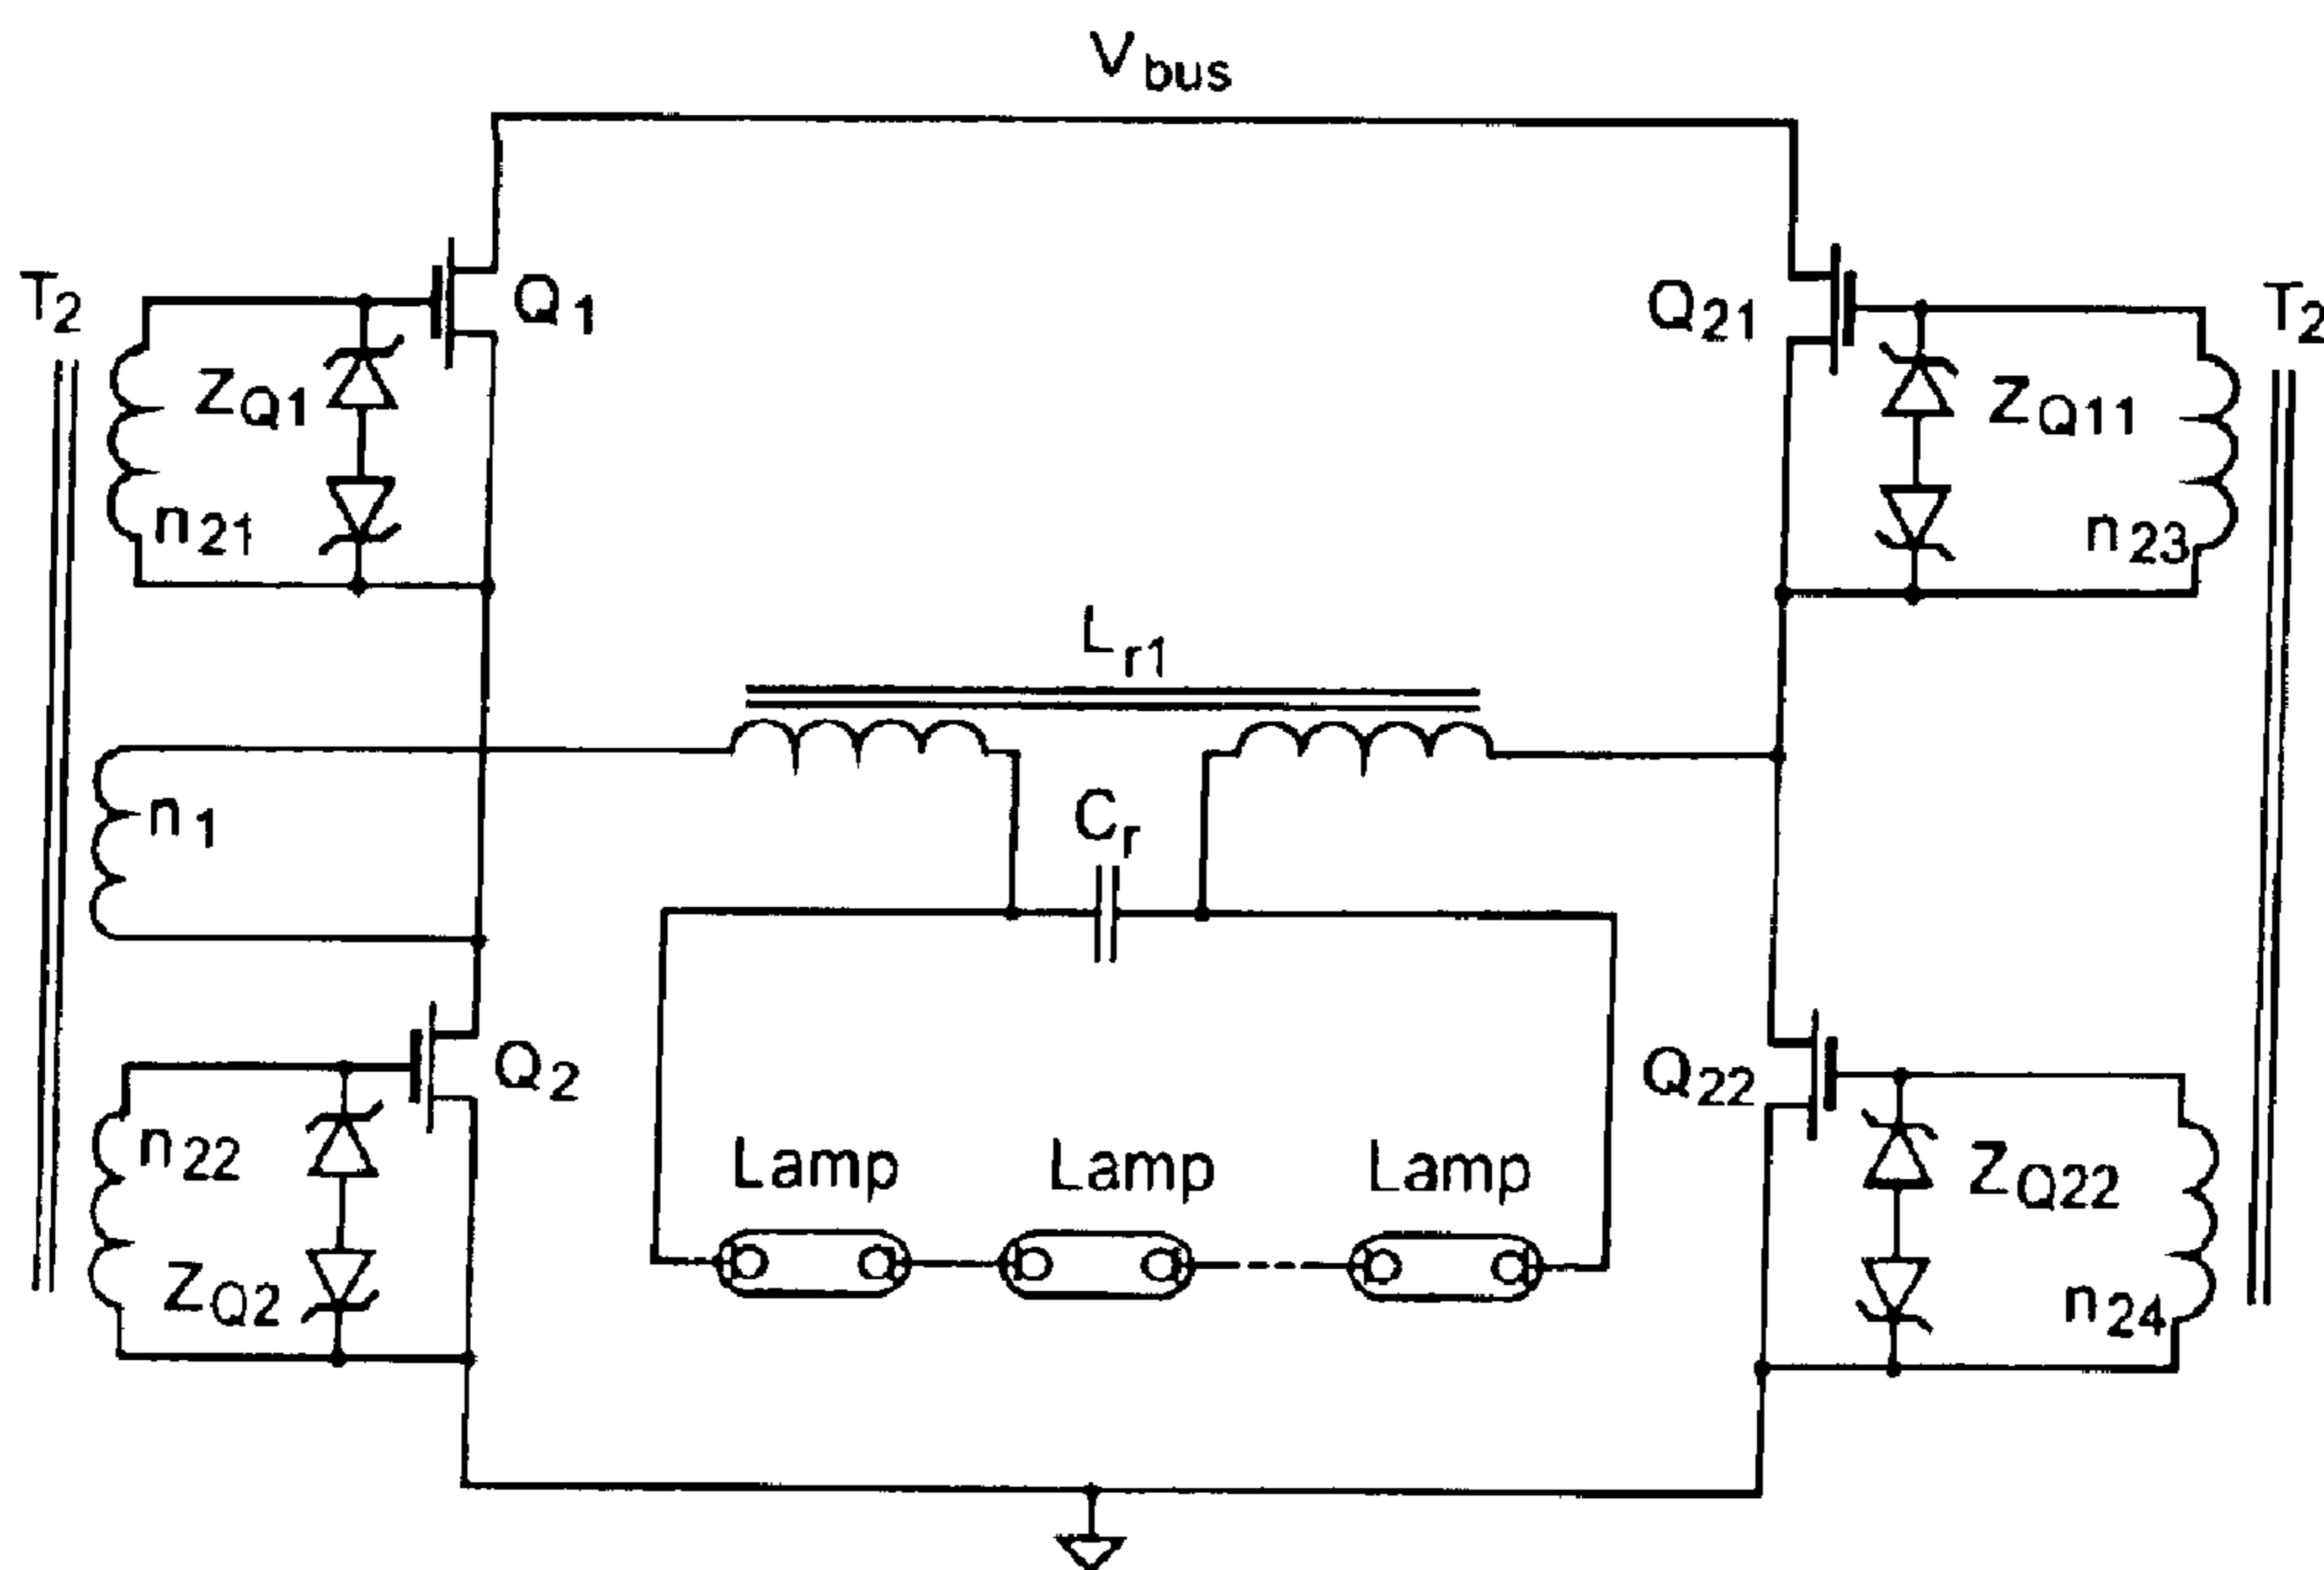 Vbus
T2
Q1
Q21
T2
ZQ1
ZQ11
n21
n23
Lr1
n1
Cr
Q2
Q22
n22
Lamp
Lamp
Lamp
ZQ22
ZQ2
n24